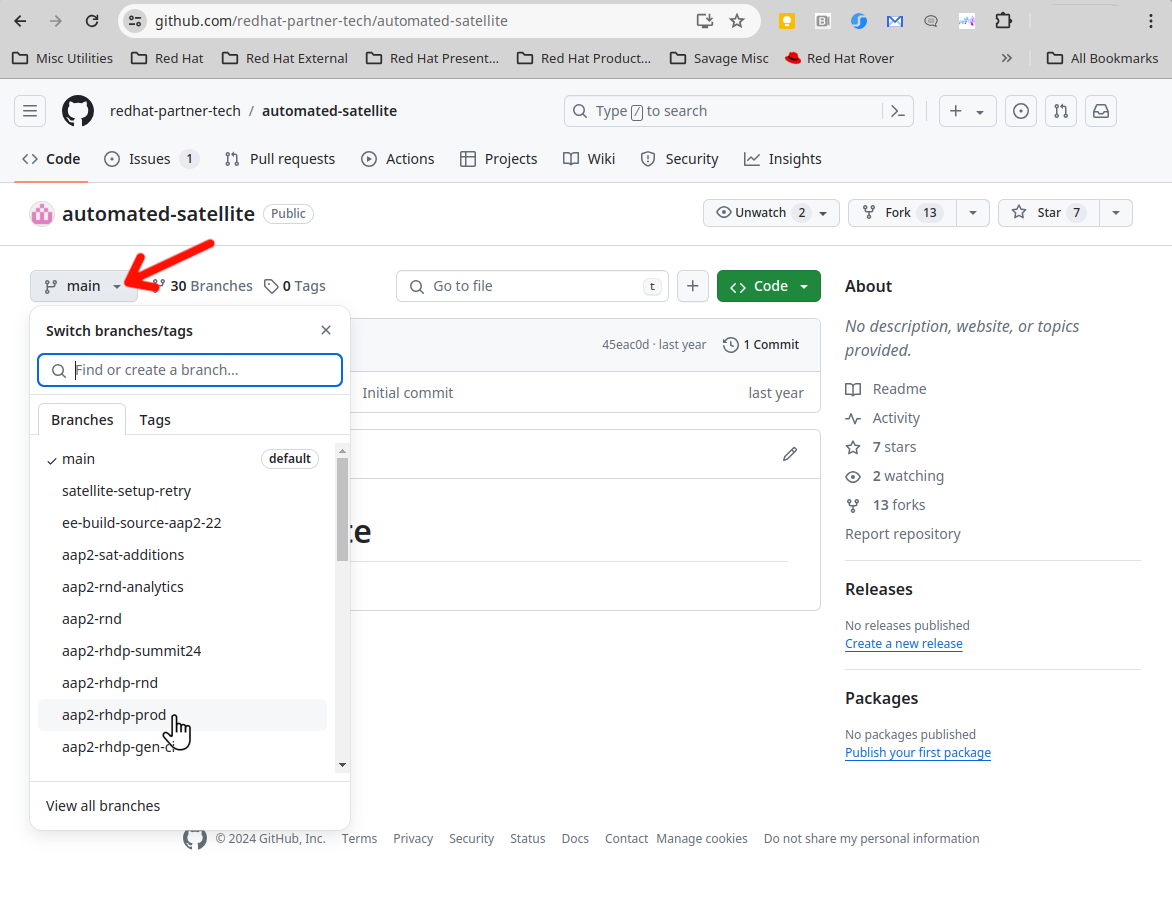 github.com/redhat-partner-tech/automated-satellite
Misc Utilities Red Hat Red Hat External Red Hat Present... Red Hat Product... Savage Misc Red Hat Rover » All Bookmarks
redhat-partner-tech / automated-satellite Type / to search
Code Issues 1 Pull requests Actions Projects Wiki Security Insights
automated-satellite Public Unwatch 2 Fork 13 Star 7
main 30 Branches 0 Tags Go to file t Code About
Switch branches/tags
45eac0d · last year 1 Commit
No description, website, or topics
provided.
Find or create a branch...
Initial commit last year
Readme
Branches Tags
Activity
7 stars
main default
2 watching
satellite-setup-retry
13 forks
ee-build-source-aap2-22
te
Report repository
aap2-sat-additions
aap2-rnd-analytics
Releases
aap2-rnd
No releases published
Create a new release
aap2-rhdp-summit24
aap2-rhdp-rnd
Packages
aap2-rhdp-prod
No packages published
aap2-rhdp-gen-ci
Publish your first package
View all branches
© 2024 GitHub, Inc. Terms Privacy Security Status Docs Contact Manage cookies Do not share my personal information